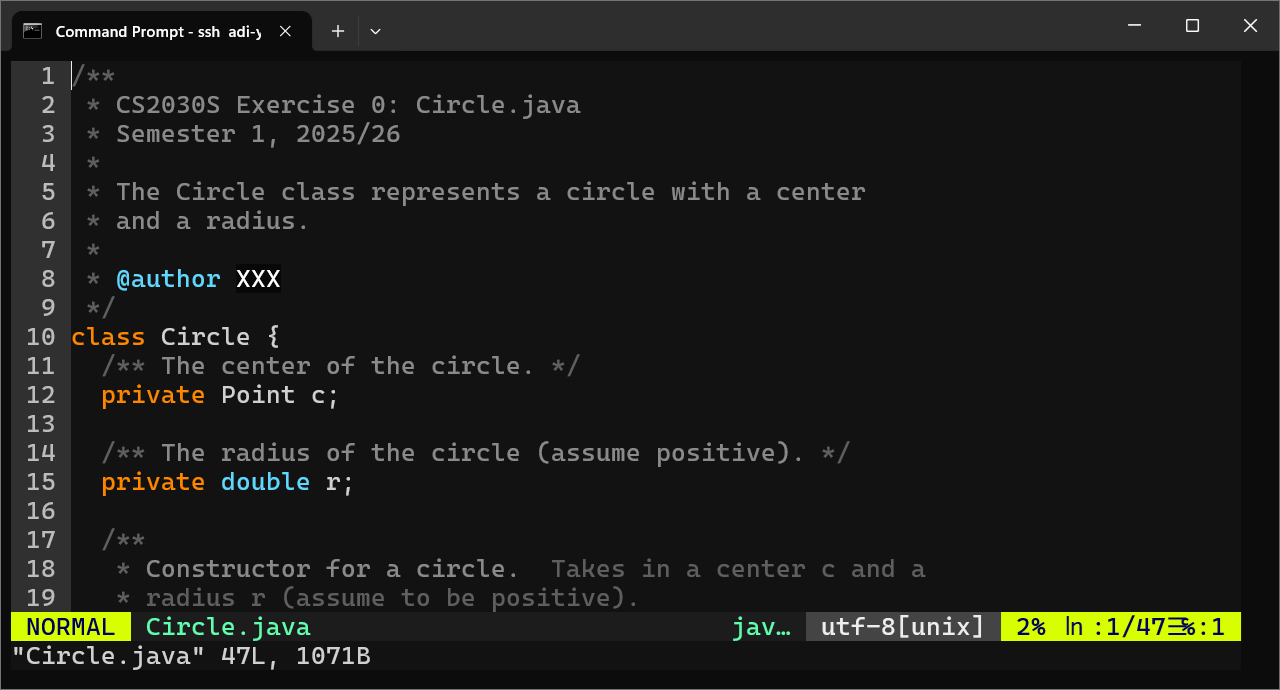 Command Prompt - ssh adi-y
1 /**
2  * CS2030S Exercise 0: Circle.java
3  * Semester 1, 2025/26
4  *
5  * The Circle class represents a circle with a center
6  * and a radius.
7  *
8  * @author XXX
9  */
10 class Circle {
11   /** The center of the circle. */
12   private Point c;
13
14   /** The radius of the circle (assume positive). */
15   private double r;
16
17   /**
18    * Constructor for a circle.  Takes in a center c and a
19    * radius r (assume to be positive).
NORMAL Circle.java jav… utf-8[unix] 2% ln :1/47☰%:1
"Circle.java" 47L, 1071B